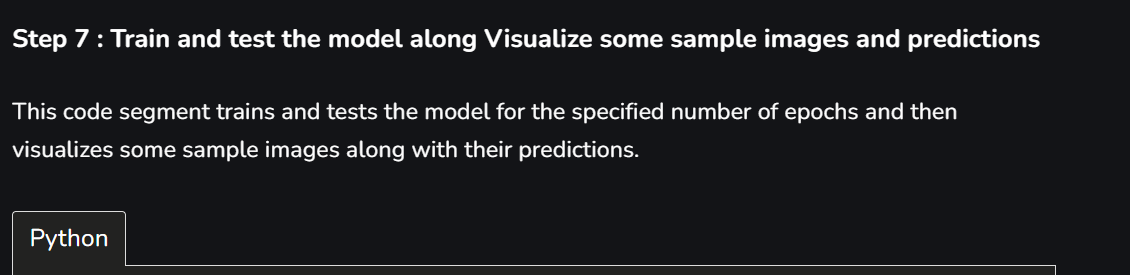 Step 7 : Train and test the model along Visualize some sample images and predictions
This code segment trains and tests the model for the specified number of epochs and then
visualizes some sample images along with their predictions.
Python